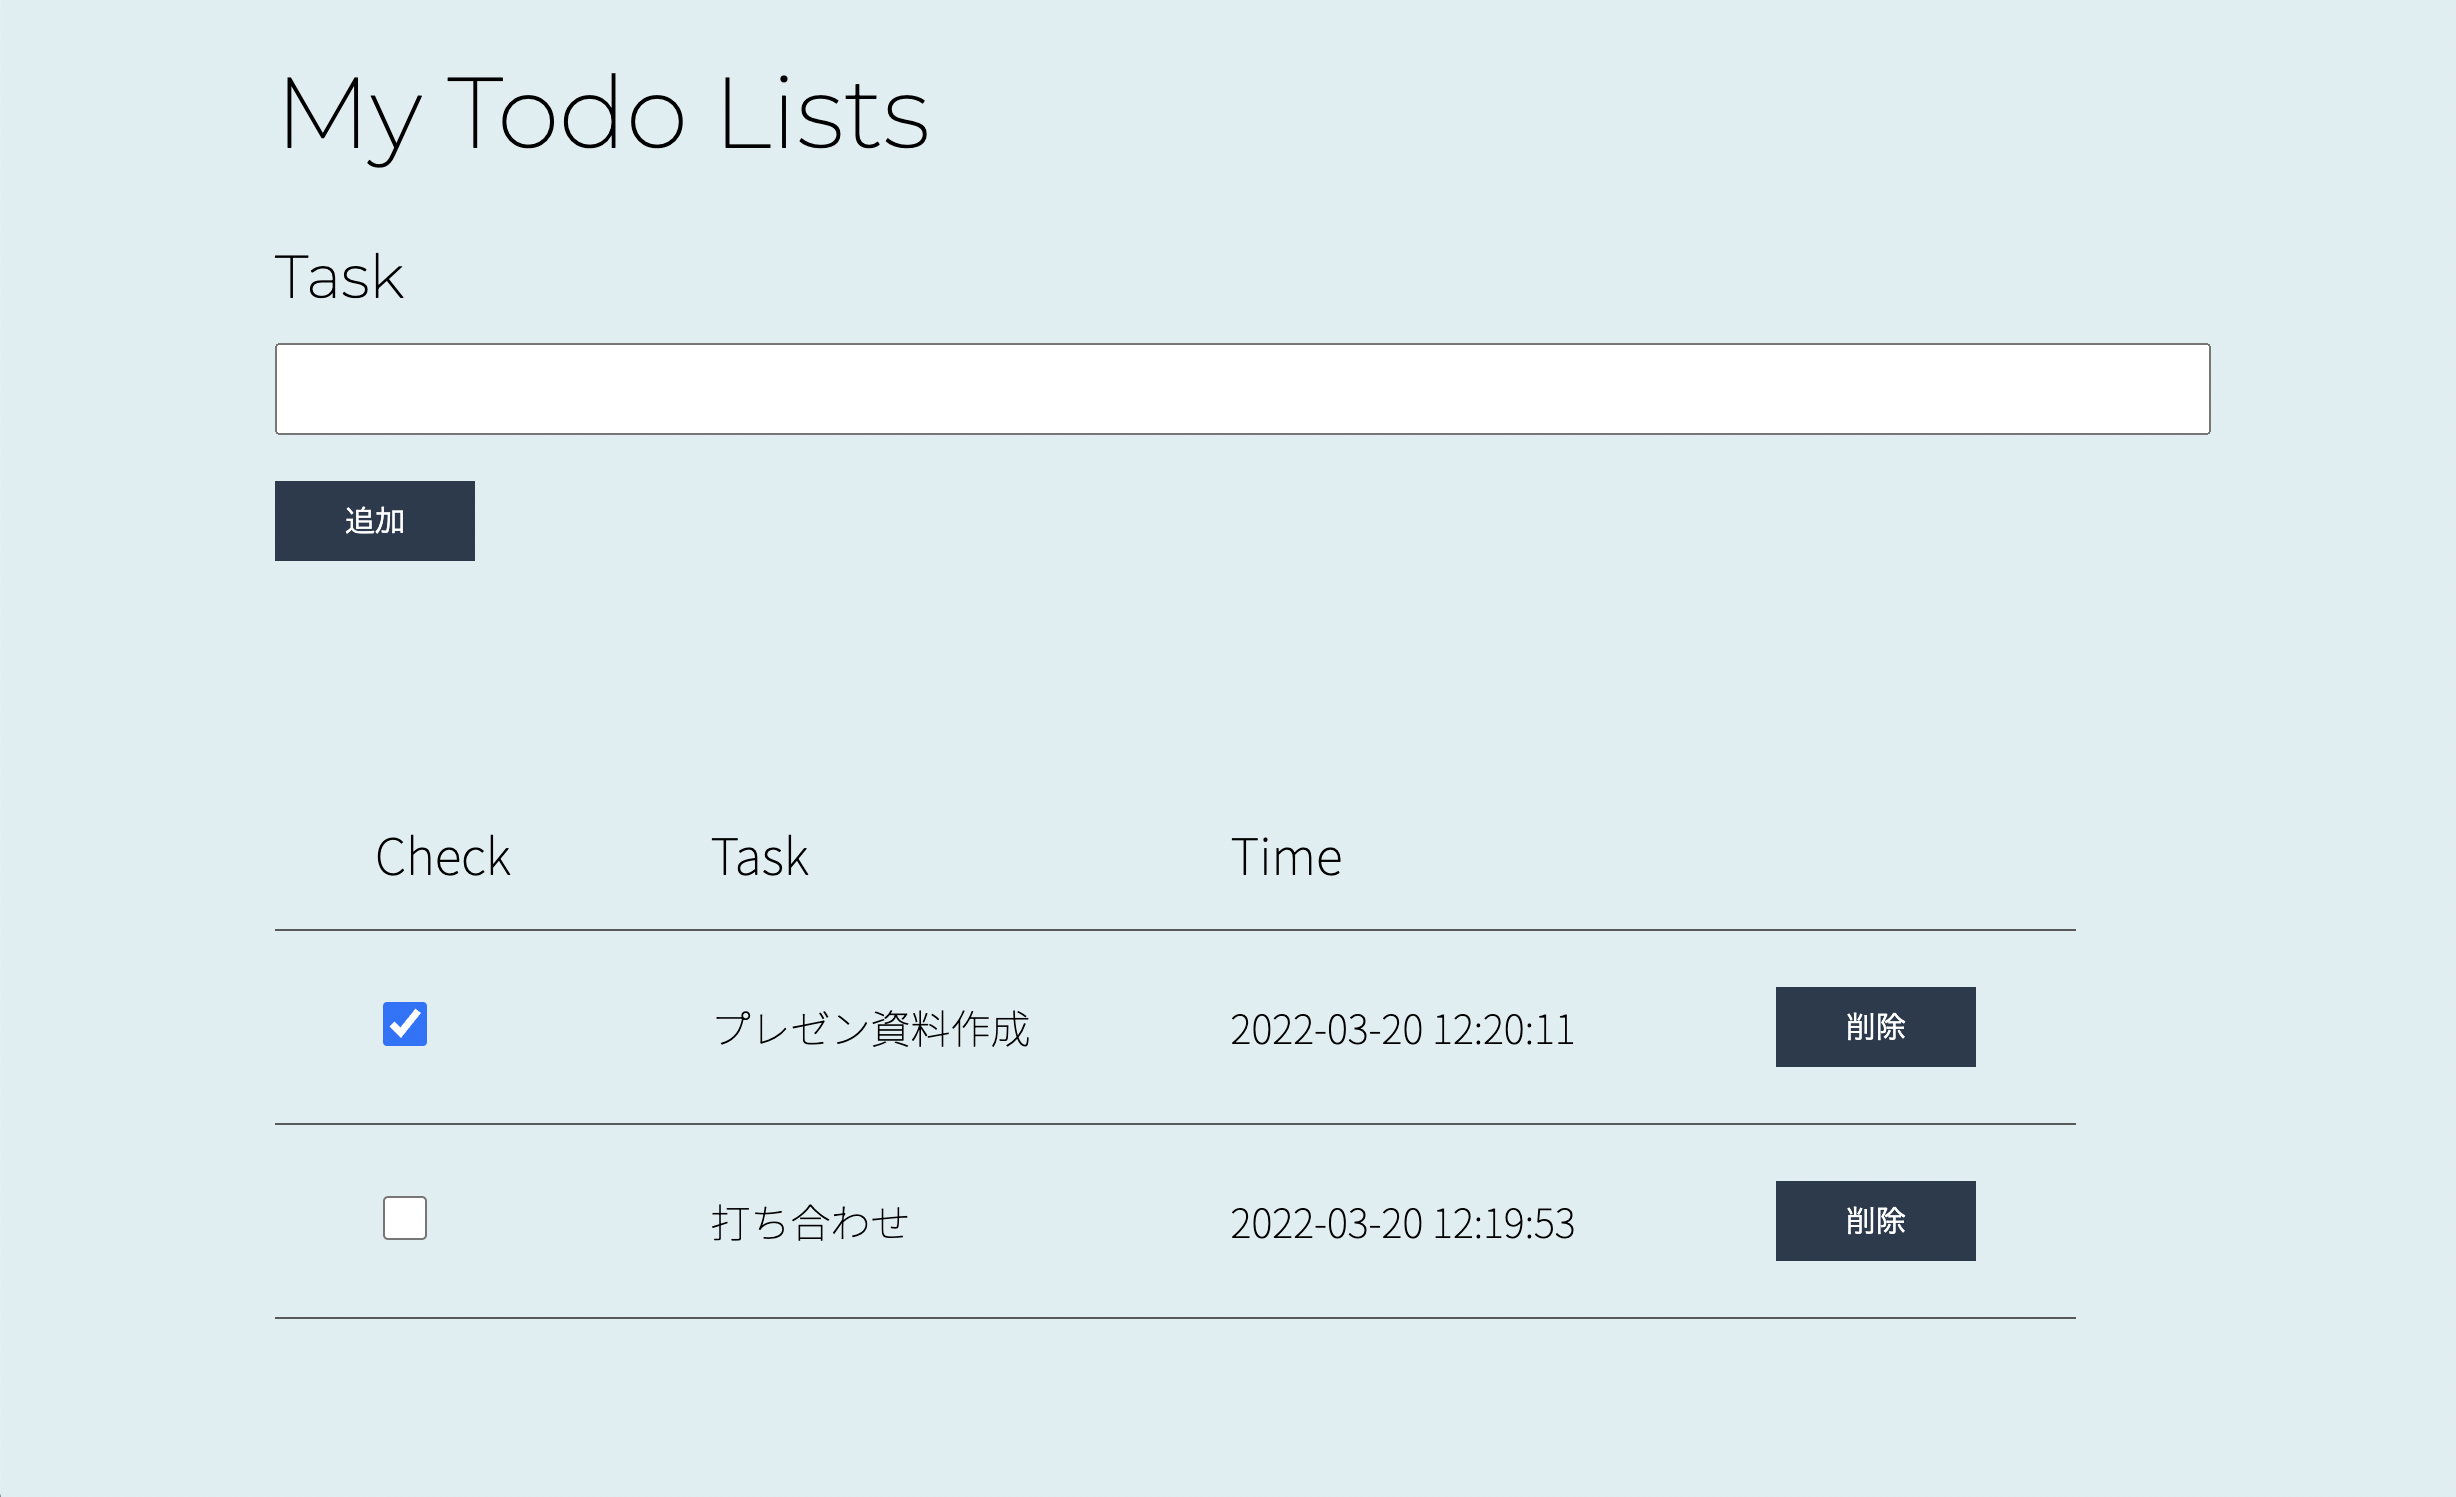 My Todo Lists
Task
追加
Check Task Time
プレゼン資料作成 2022-03-20 12:20:11 削除
打ち合わせ 2022-03-20 12:19:53 削除